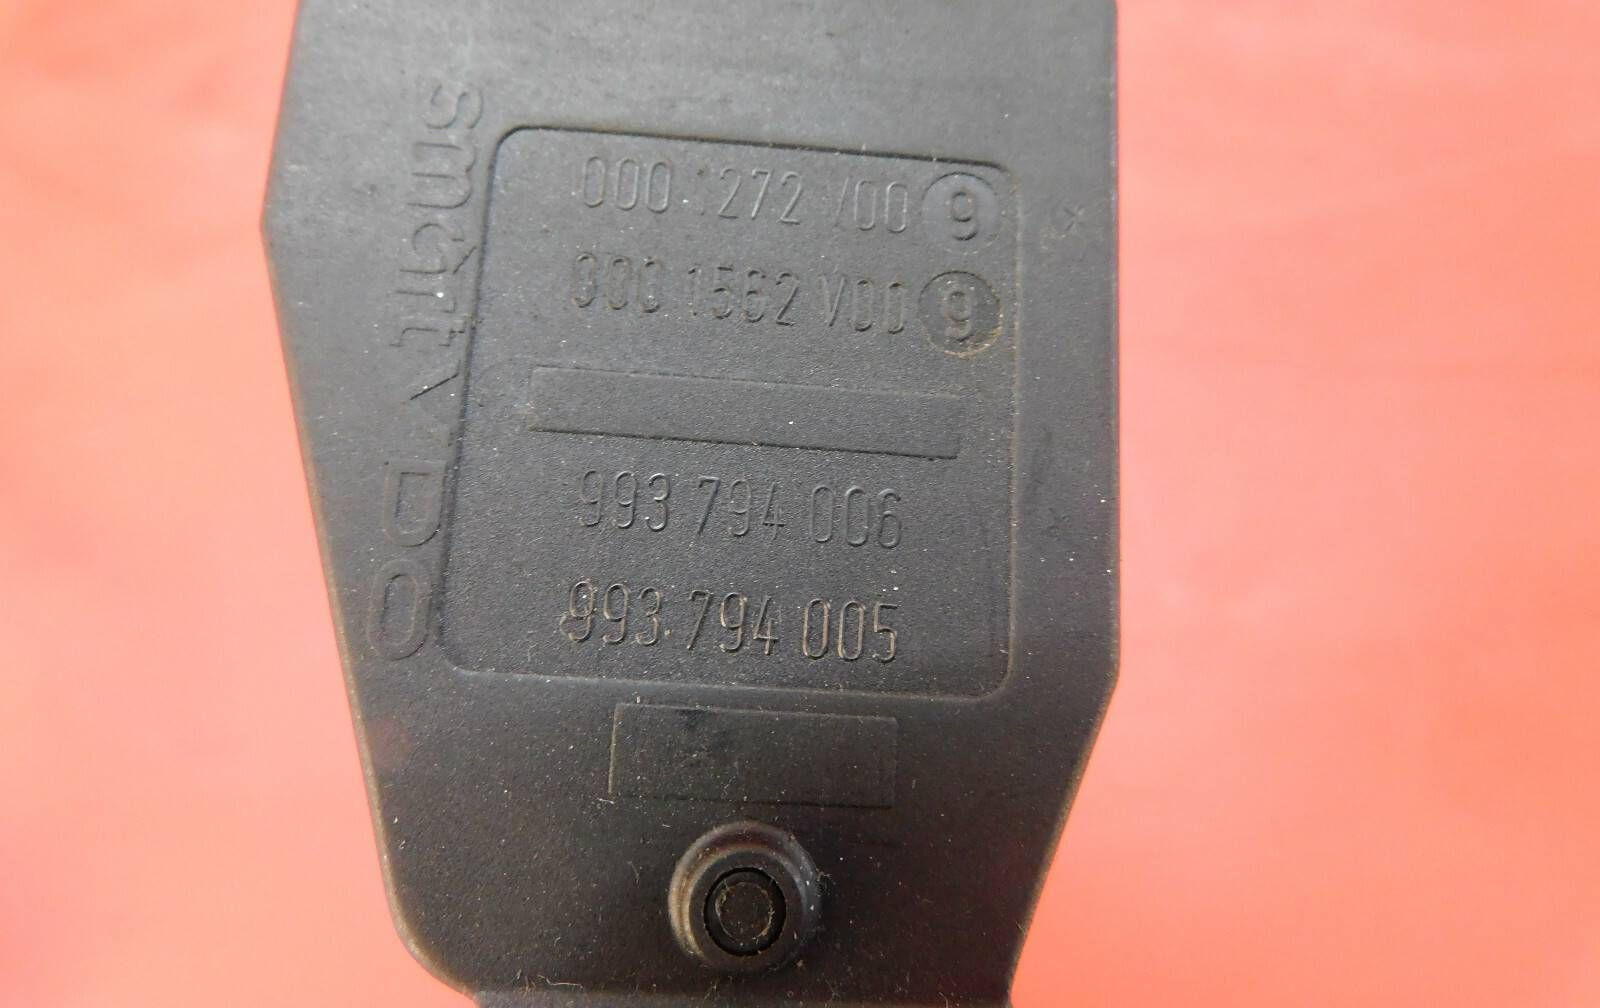 smart VDO
000 1272 V00 9
000 1562 V00 9
993 794 006
993 794 005